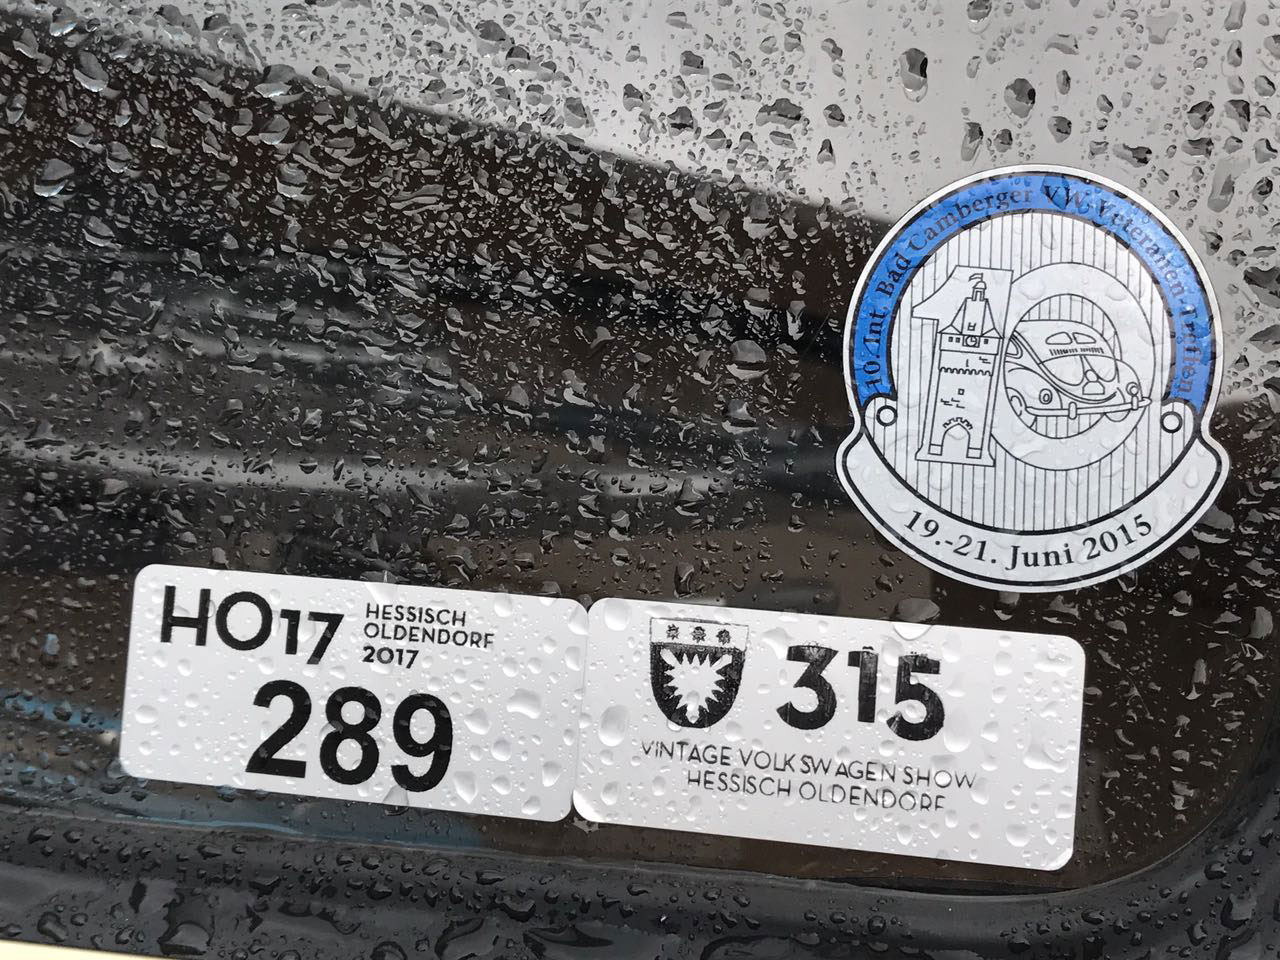 10. Int. Bad Camberger VW-Veteranen-Treffen
19.-21. Juni 2015
HO17
HESSISCH
OLDENDORF
2017
289
315
VINTAGE VOLKSWAGEN SHOW
HESSISCH OLDENDORF